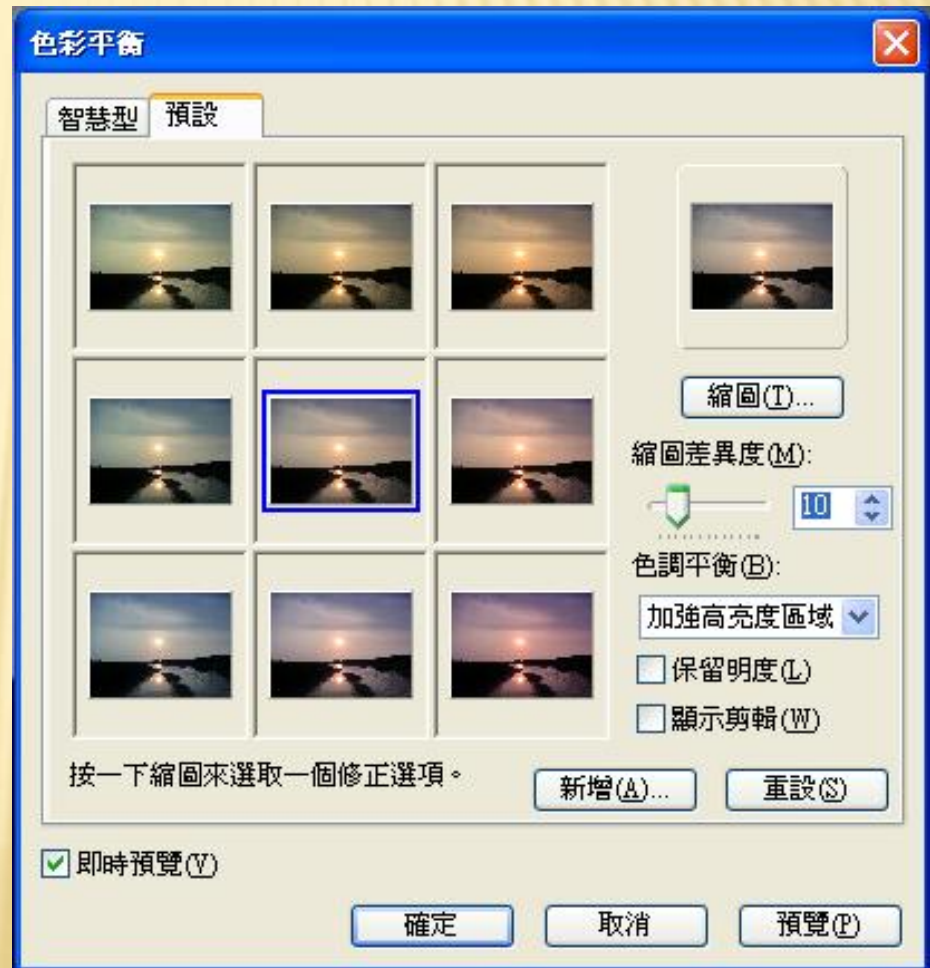 色彩平衡
智慧型 預設
縮圖(T)...
縮圖差異度(M):
10
色調平衡(B):
加強高亮度區域
保留明度(L)
顯示剪輯(W)
按一下縮圖來選取一個修正選項。
新增(A)... 重設(S)
即時預覽(V)
確定 取消 預覽(P)